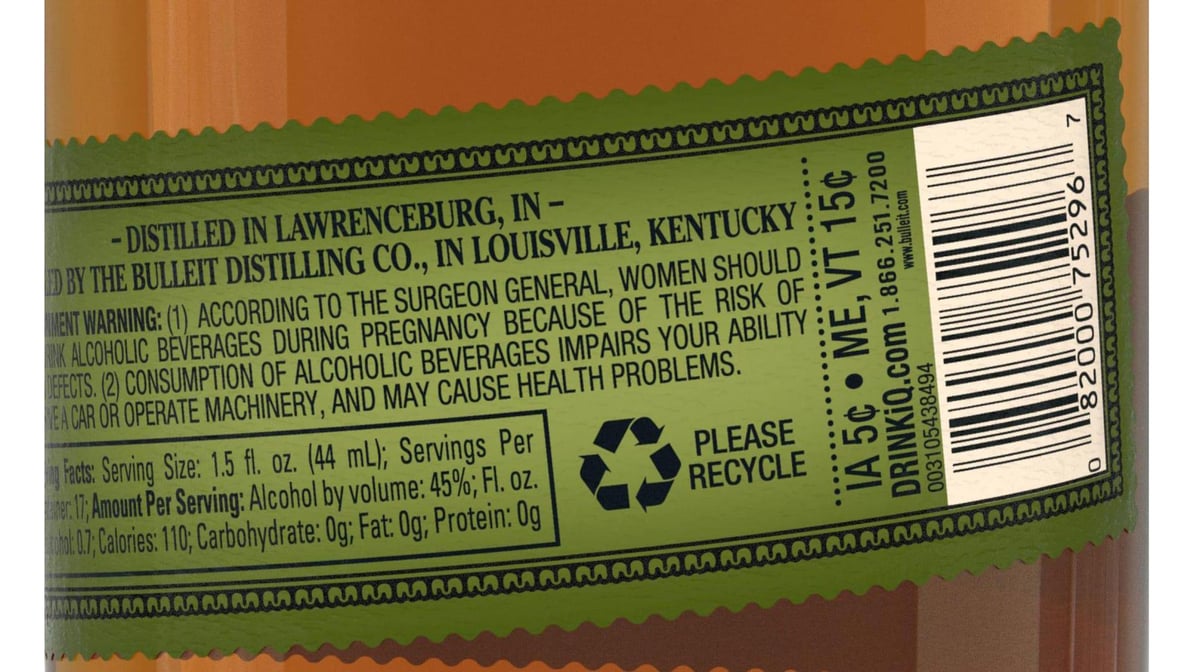 - DISTILLED IN LAWRENCEBURG, IN -
BY THE BULLEIT DISTILLING CO., IN LOUISVILLE, KENTUCKY
WARNING: (1) ACCORDING TO THE SURGEON GENERAL, WOMEN SHOULD
ALCOHOLIC BEVERAGES DURING PREGNANCY BECAUSE OF THE RISK OF
DEFECTS. (2) CONSUMPTION OF ALCOHOLIC BEVERAGES IMPAIRS YOUR ABILITY
A CAR OR OPERATE MACHINERY, AND MAY CAUSE HEALTH PROBLEMS.
Facts: Serving Size: 1.5 fl. oz. (44 mL); Servings Per
17; Amount Per Serving: Alcohol by volume: 45%; Fl. oz.
0.7; Calories: 110; Carbohydrate: 0g; Fat: 0g; Protein: 0g
PLEASE
RECYCLE
IA 5¢ • ME, VT 15¢
DRINKiQ.com 1.866.251.7200
www.bulleit.com
003105438494
0 82000 75296 7